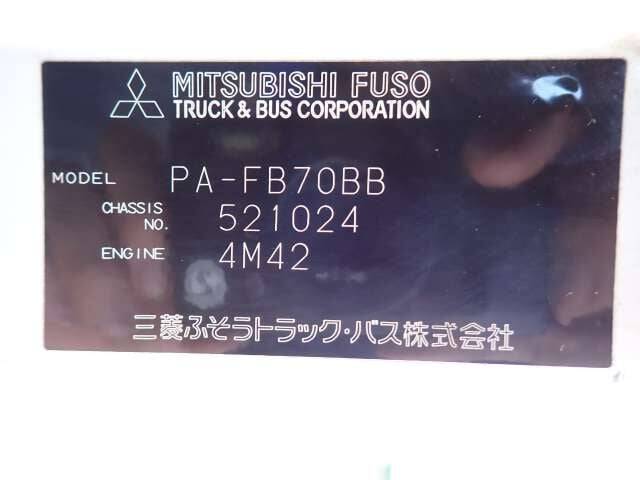 MITSUBISHI FUSO
TRUCK & BUS CORPORATION
MODEL PA-FB70BB
CHASSIS NO. 521024
ENGINE 4M42
三菱ふそうトラック・バス株式会社